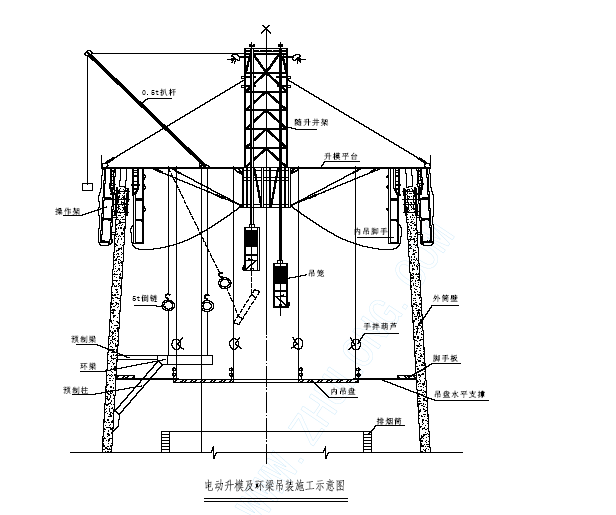 0.5t扒杆
随升井架
升模平台
操作架
内吊脚手
吊笼
5t倒链
外筒壁
手拌葫芦
预制梁
环梁
脚手板
预制柱
内吊盘
吊盘水平支撑
排烟筒
电动升模及环梁吊装施工示意图